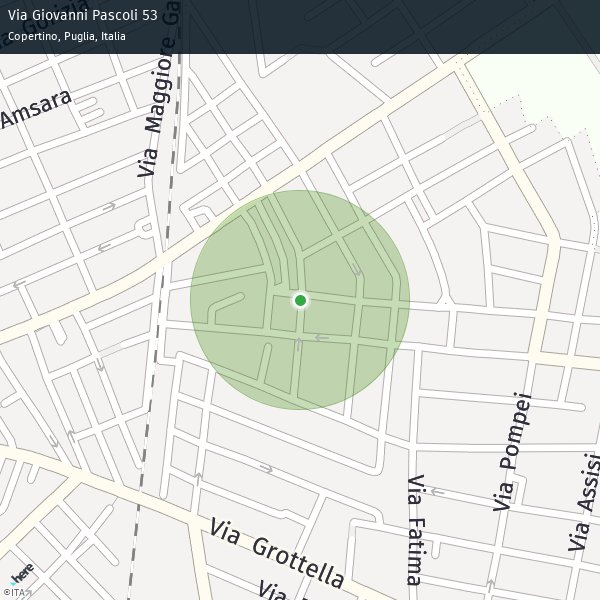 Via Giovanni Pascoli 53
Copertino, Puglia, Italia
Via Maggiore Ga
Amsara
Via Pompei
Via Fatima
Via Assisi
Via Grottella
Via
here
© ITA